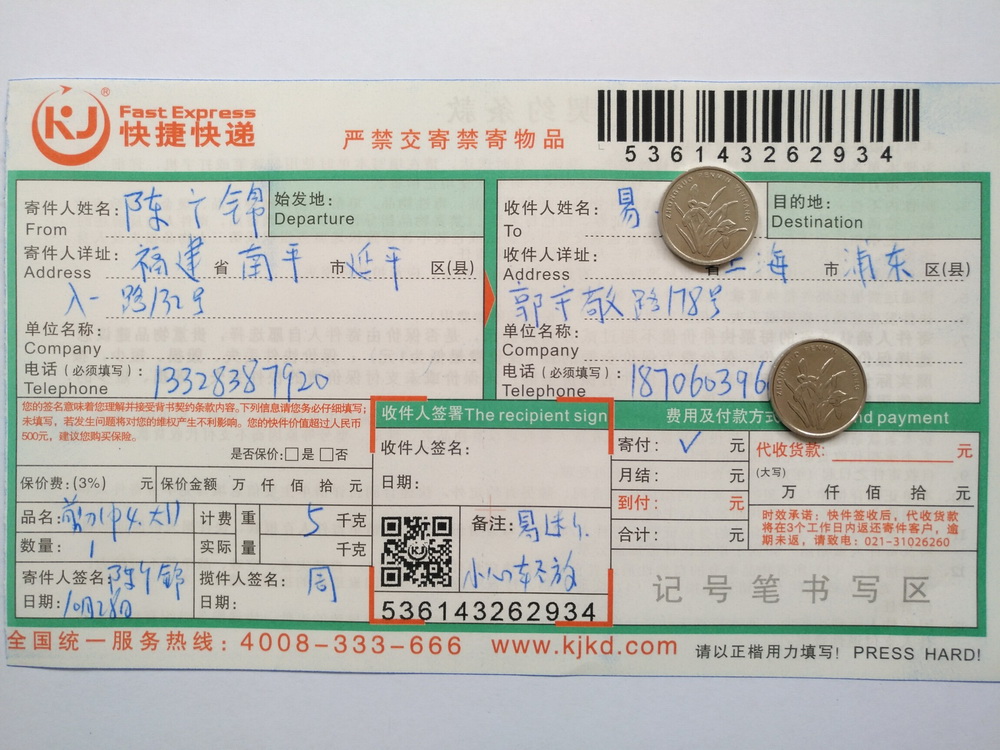 KJ ® Fast Express
快捷快递
严禁交寄禁寄物品
536143262934
寄件人姓名: 陈广锦
From
始发地:
Departure
收件人姓名: 易
To
目的地:
Destination
寄件人详址: 福建 省 南平 市 延平 区(县)
Address
八一路132号
收件人详址: 省 上海 市 浦东 区(县)
Address
郭守敬路178号
单位名称:
Company
单位名称:
Company
电话(必须填写): 13328387920
Telephone
电话(必须填写): 1870603960
Telephone
您的签名意味着您理解并接受背书契约条款内容。下列信息请您务必仔细填写;
未填写,若发生问题将对您的维权产生不利影响。您的快件价值超过人民币
500元,建议您购买保险。
是否保价:□是 □否
保价费:(3%) 元
保价金额 万 仟 佰 拾 元
品名:
数量: 1
计费 重 5 千克
实际 量 千克
寄件人签名: 陈广锦
日期: 10月28日
揽件人签名: 周
日期:
收件人签署The recipient sign
收件人签名:
日期:
KJ
备注: 易
小心轻放
536143262934
费用及付款方式 nd payment
寄付: ✓ 元
月结: 元
到付: 元
合计: 元
代收货款: 元
(大写)
万 仟 佰 拾 元
时效承诺:快件签收后,代收货款
将在3个工作日内返还寄件客户,逾
期未返,请致电:021-31026260
记号笔书写区
全国统一服务热线:4008-333-666 www.kjkd.com 请以正楷用力填写! PRESS HARD!